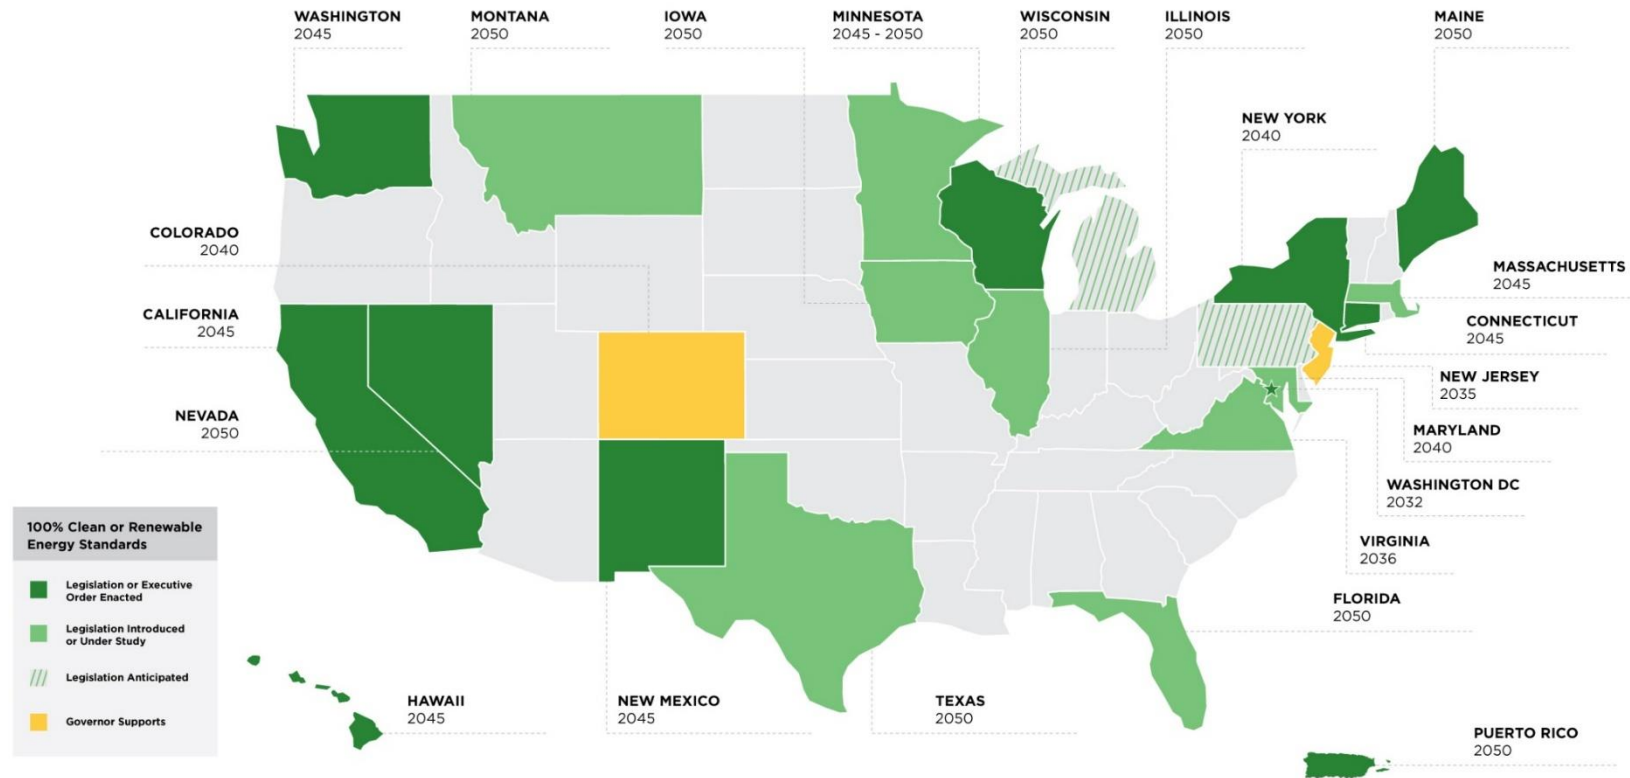 WASHINGTON
2045
MONTANA
2050
IOWA
2050
MINNESOTA
2045 - 2050
WISCONSIN
2050
ILLINOIS
2050
MAINE
2050
NEW YORK
2040
COLORADO
2040
MASSACHUSETTS
2045
CALIFORNIA
2045
CONNECTICUT
2045
NEW JERSEY
2035
NEVADA
2050
MARYLAND
2040
WASHINGTON DC
2032
VIRGINIA
2036
FLORIDA
2050
100% Clean or Renewable
Energy Standards
Legislation or Executive
Order Enacted
Legislation Introduced
or Under Study
Legislation Anticipated
Governor Supports
HAWAII
2045
NEW MEXICO
2045
TEXAS
2050
PUERTO RICO
2050